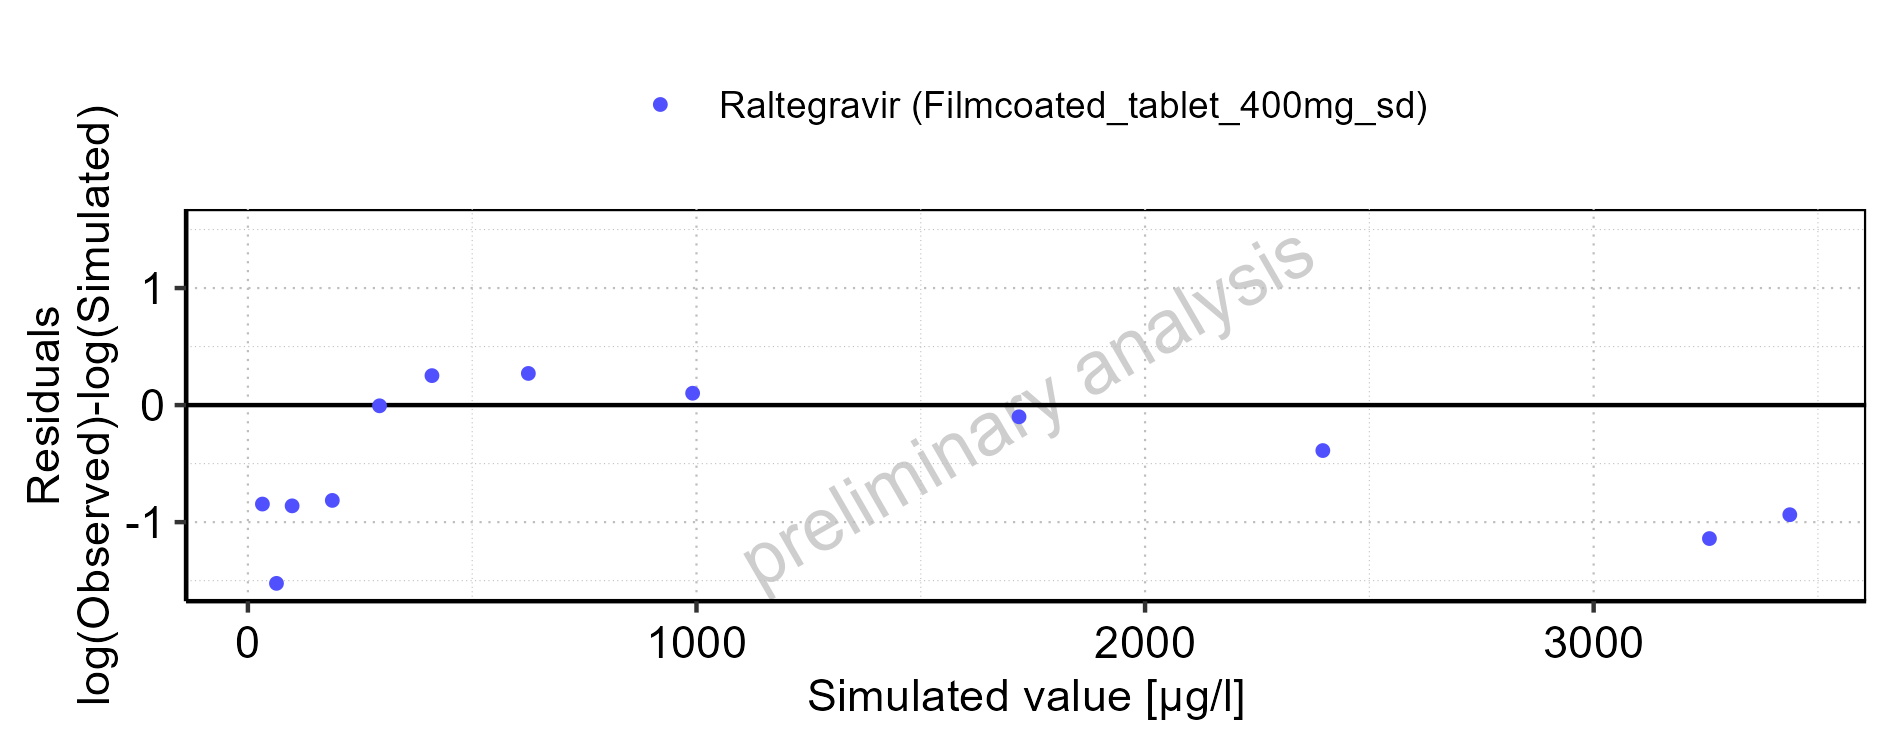 Raltegravir (Filmcoated_tablet_400mg_sd)
Residuals
log(Observed)-log(Simulated)
1
0
-1
preliminary analysis
0 1000 2000 3000
Simulated value [µg/l]